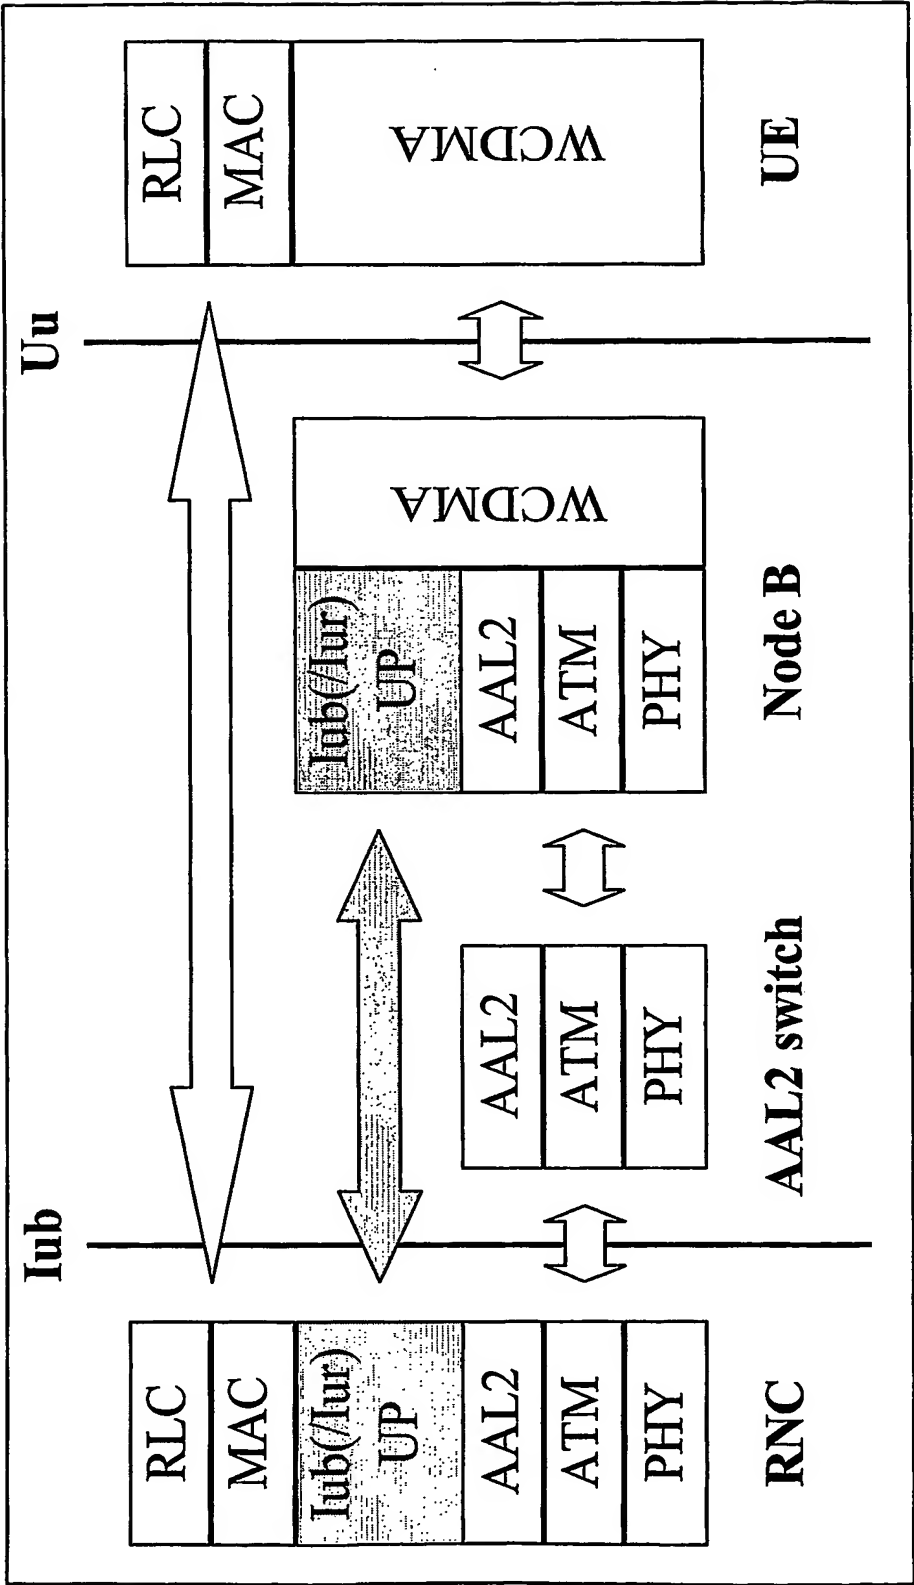 Iub
Uu
RLC
MAC
Iub(/Iur)
UP
AAL2
ATM
PHY
RNC
AAL2
ATM
PHY
AAL2 switch
Iub(/Iur)
UP
AAL2
ATM
PHY
WCDMA
Node B
RLC
MAC
WCDMA
UE